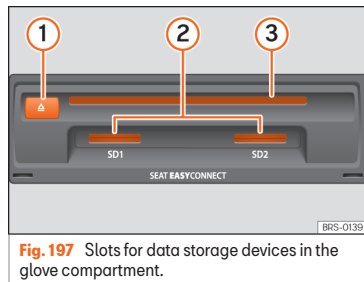 1 2 3
SD1 SD2
SEAT EASYCONNECT
BRS-0139
Fig. 197 Slots for data storage devices in the
glove compartment.